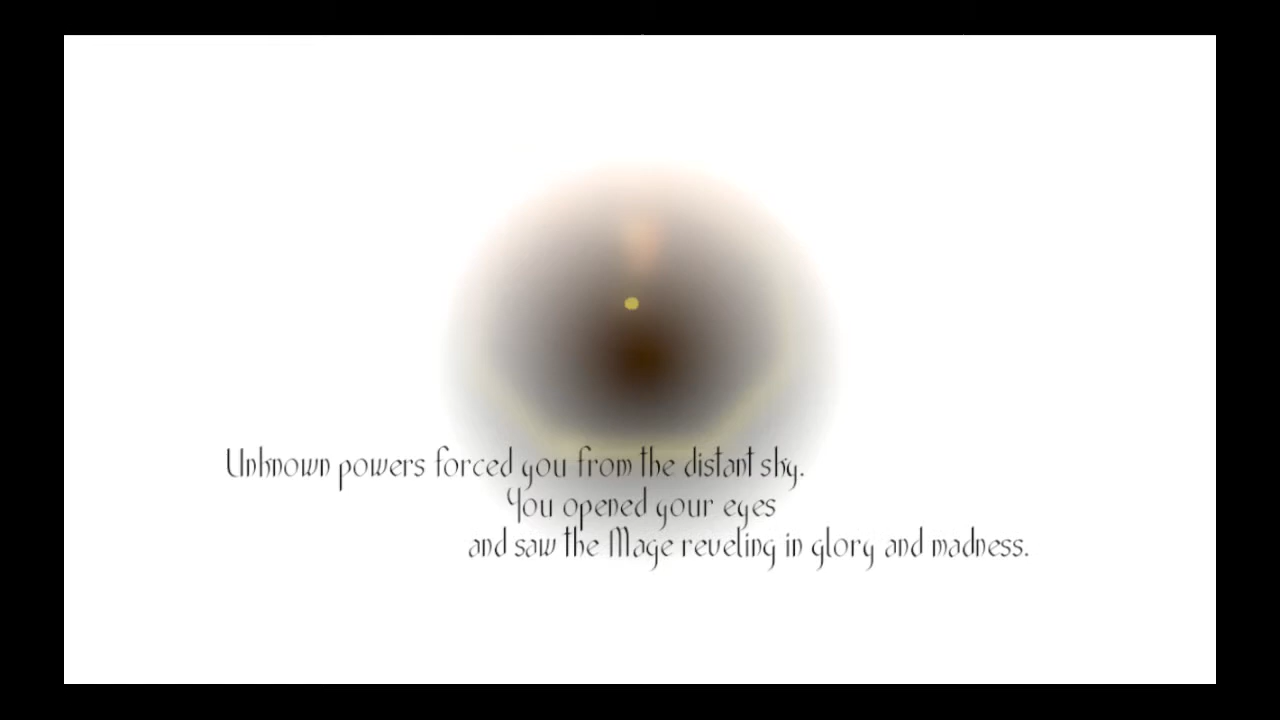 Unknown powers forced you from the distant sky.
You opened your eyes
and saw the Mage reveling in glory and madness.